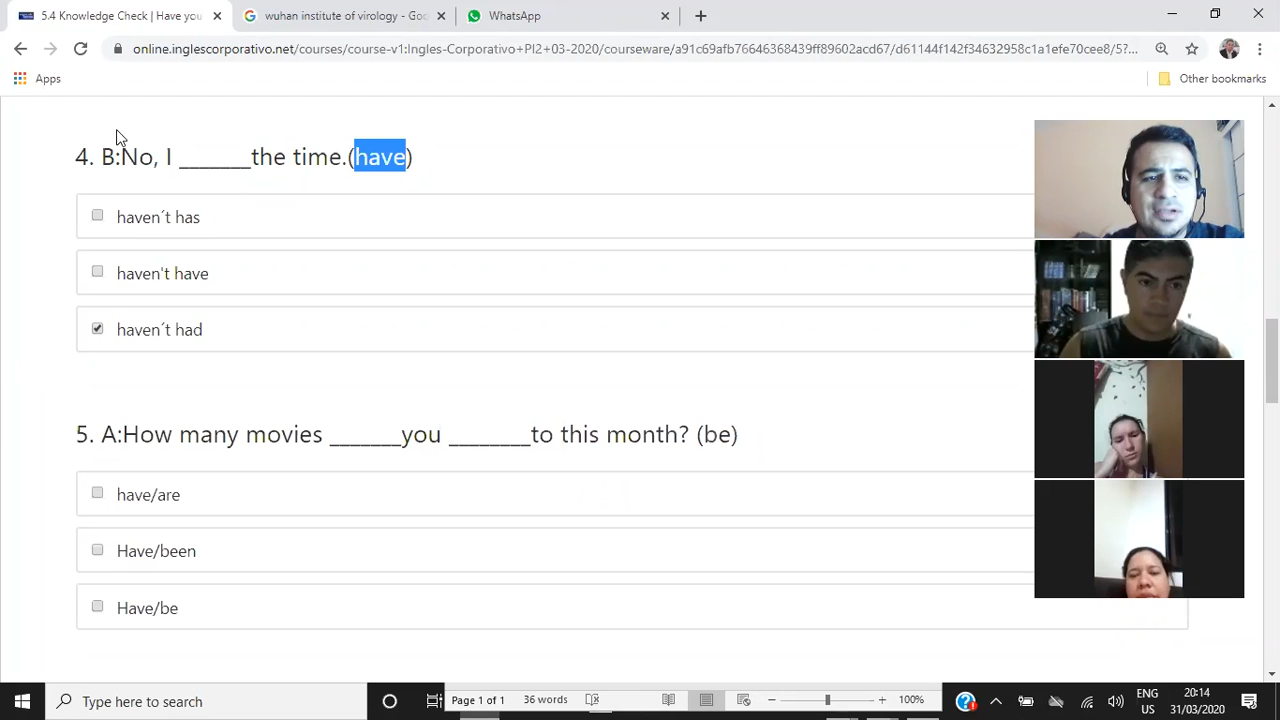 5.4 Knowledge Check | Have you
wuhan institute of virology - Goo
WhatsApp
online.inglescorporativo.net/courses/course-v1:Ingles-Corporativo+PI2+03-2020/courseware/a91c69afb76646368439ff89602acd67/d61144f142f34632958c1a1efe70cee8/5?...
Apps
Other bookmarks
4. B:No, I _______the time.(have)
haven´t has
haven't have
haven´t had
5. A:How many movies _______you ________to this month? (be)
have/are
Have/been
Have/be
Type here to search
Page 1 of 1
36 words
100%
ENG
US
20:14
31/03/2020